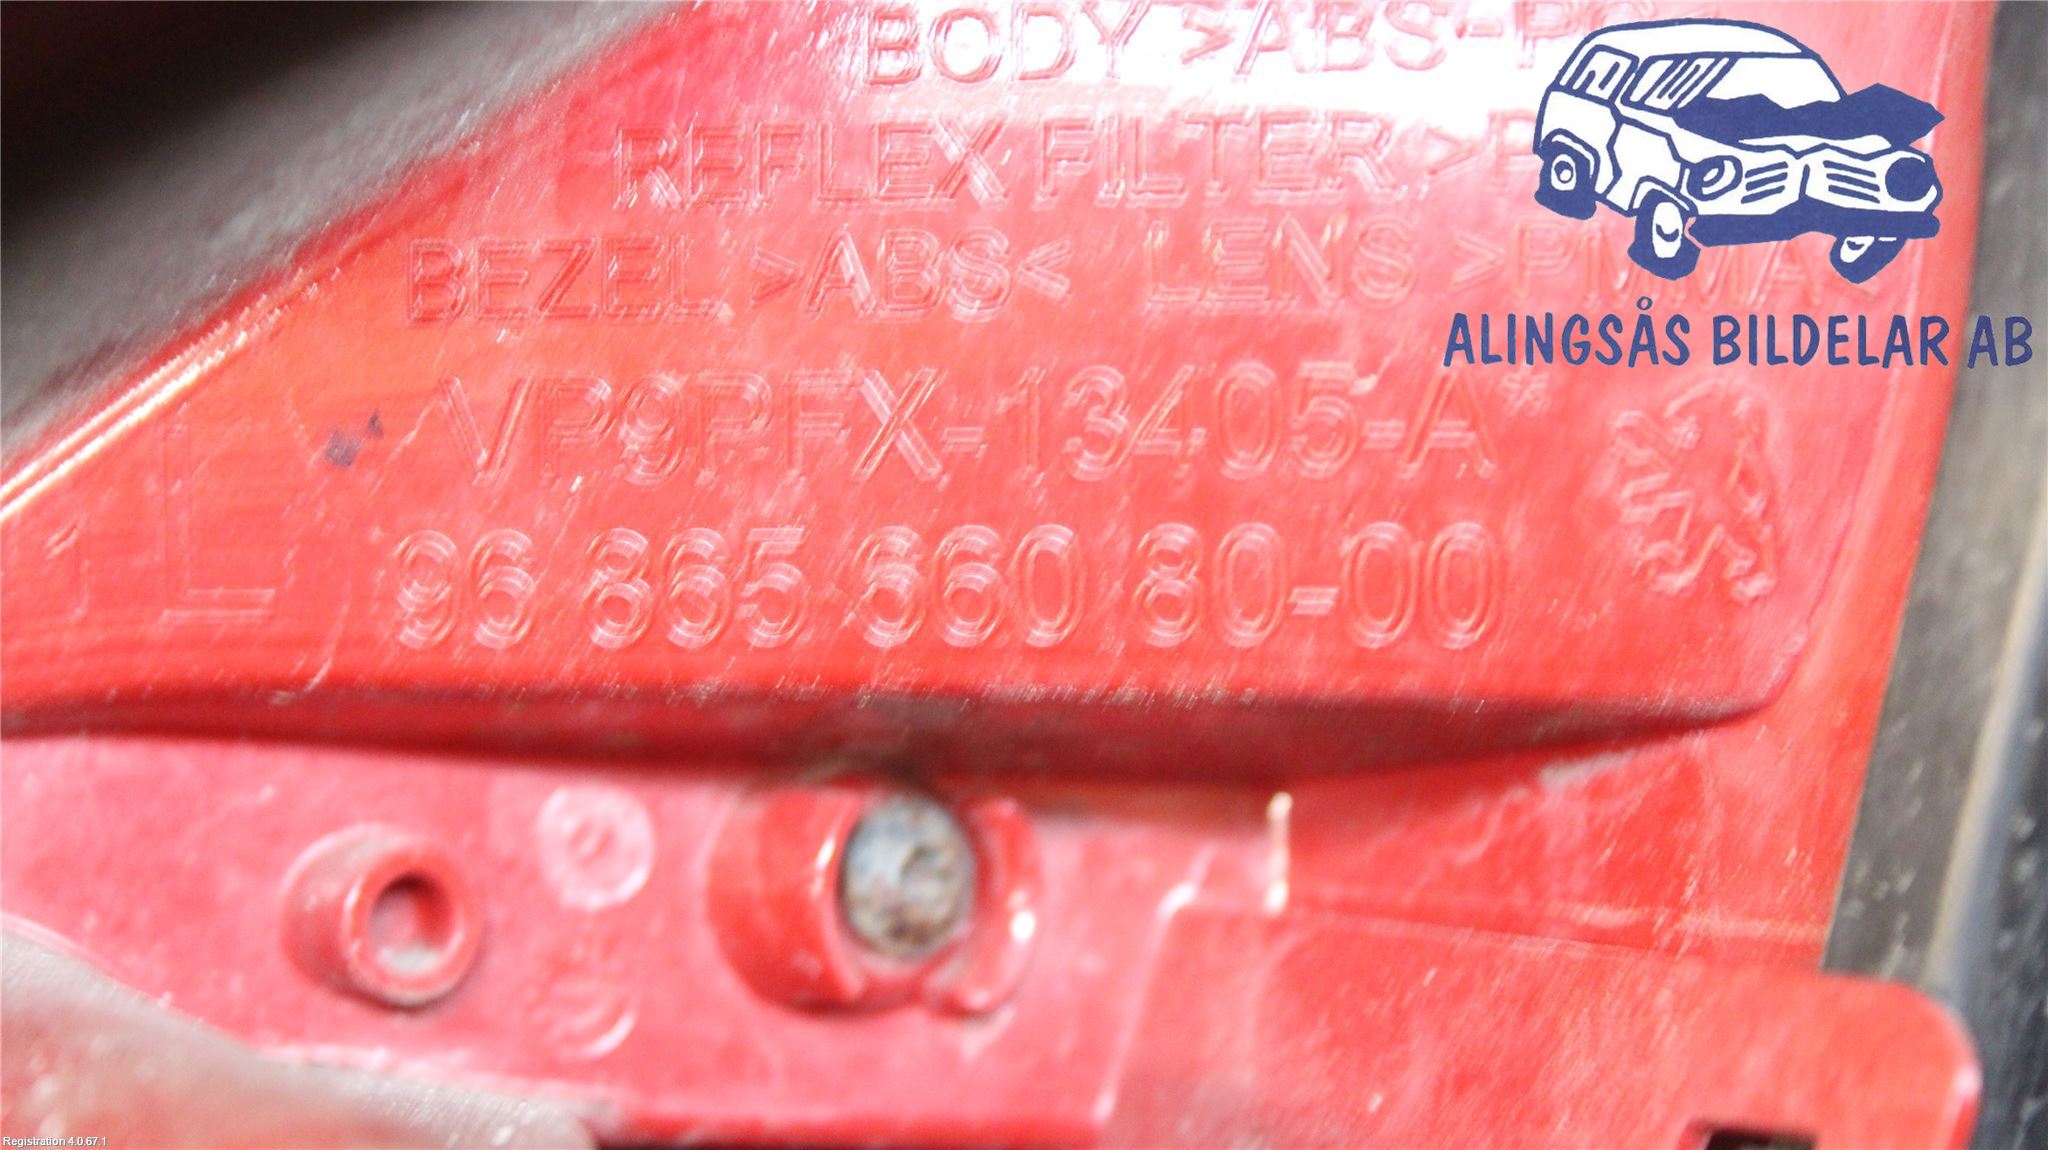 BODY >ABS-PC<
REFLEX FILTER >P
BEZEL >ABS< LENS >PMMA<
ALINGSÅS BILDELAR AB
VP9PFX-13405-A*
L
96 865 660 80-00
Registration 4.0.67.1